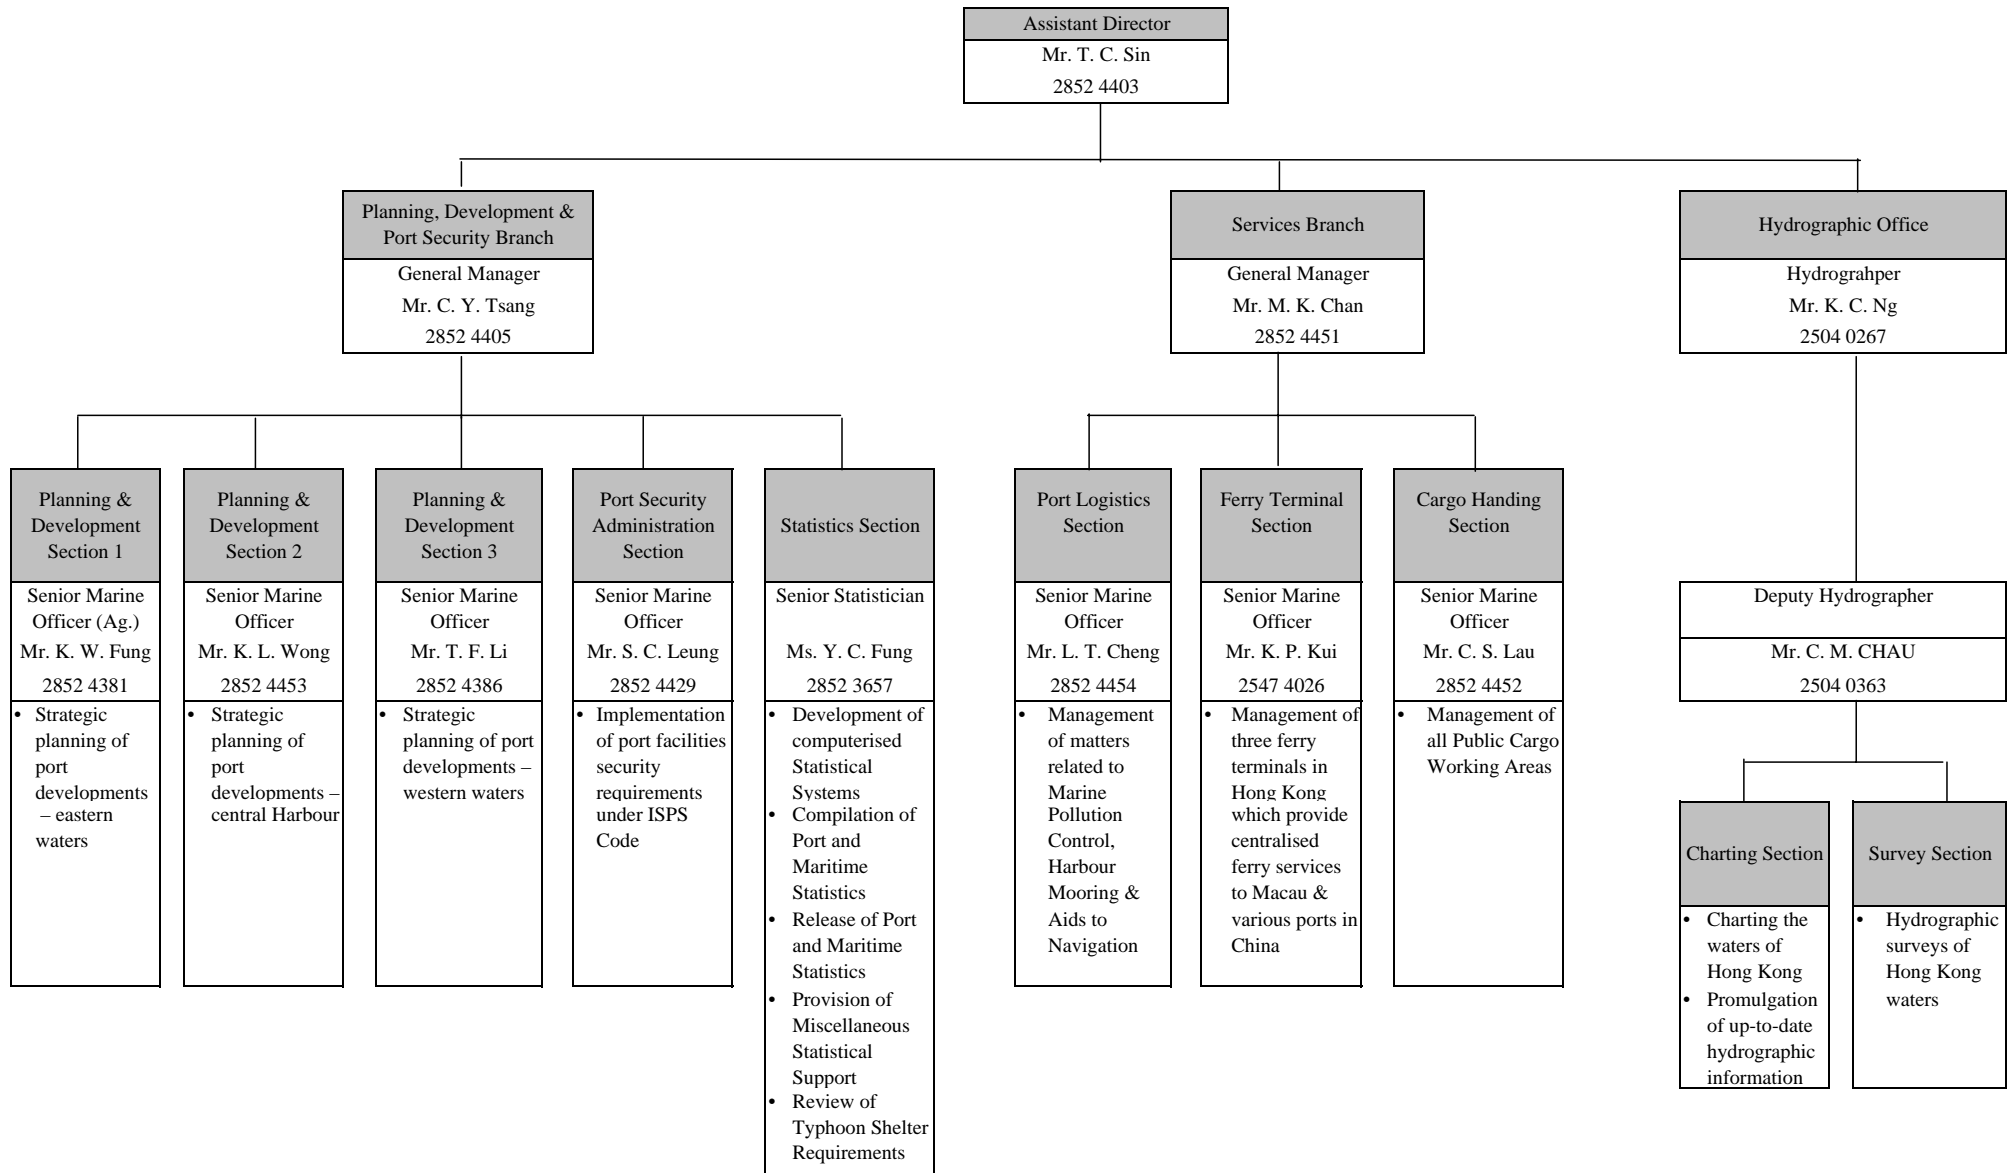 Assistant Director
Mr. T. C. Sin
2852 4403
Planning, Development &
Port Security Branch
General Manager
Mr. C. Y. Tsang
2852 4405
Services Branch
General Manager
Mr. M. K. Chan
2852 4451
Hydrographic Office
Hydrograhper
Mr. K. C. Ng
2504 0267
Planning &
Development
Section 1
Senior Marine
Officer (Ag.)
Mr. K. W. Fung
2852 4381
• Strategic
planning of
port
developments
– eastern
waters
Planning &
Development
Section 2
Senior Marine
Officer
Mr. K. L. Wong
2852 4453
• Strategic
planning of
port
developments –
central Harbour
Planning &
Development
Section 3
Senior Marine
Officer
Mr. T. F. Li
2852 4386
• Strategic
planning of port
developments –
western waters
Port Security
Administration
Section
Senior Marine
Officer
Mr. S. C. Leung
2852 4429
• Implementation
of port facilities
security
requirements
under ISPS
Code
Statistics Section
Senior Statistician
Ms. Y. C. Fung
2852 3657
• Development of
computerised
Statistical
Systems
• Compilation of
Port and
Maritime
Statistics
• Release of Port
and Maritime
Statistics
• Provision of
Miscellaneous
Statistical
Support
• Review of
Typhoon Shelter
Requirements
Port Logistics
Section
Senior Marine
Officer
Mr. L. T. Cheng
2852 4454
• Management
of matters
related to
Marine
Pollution
Control,
Harbour
Mooring &
Aids to
Navigation
Ferry Terminal
Section
Senior Marine
Officer
Mr. K. P. Kui
2547 4026
• Management of
three ferry
terminals in
Hong Kong
which provide
centralised
ferry services
to Macau &
various ports in
China
Cargo Handing
Section
Senior Marine
Officer
Mr. C. S. Lau
2852 4452
• Management of
all Public Cargo
Working Areas
Deputy Hydrographer
Mr. C. M. CHAU
2504 0363
Charting Section
• Charting the
waters of
Hong Kong
• Promulgation
of up-to-date
hydrographic
information
Survey Section
• Hydrographic
surveys of
Hong Kong
waters